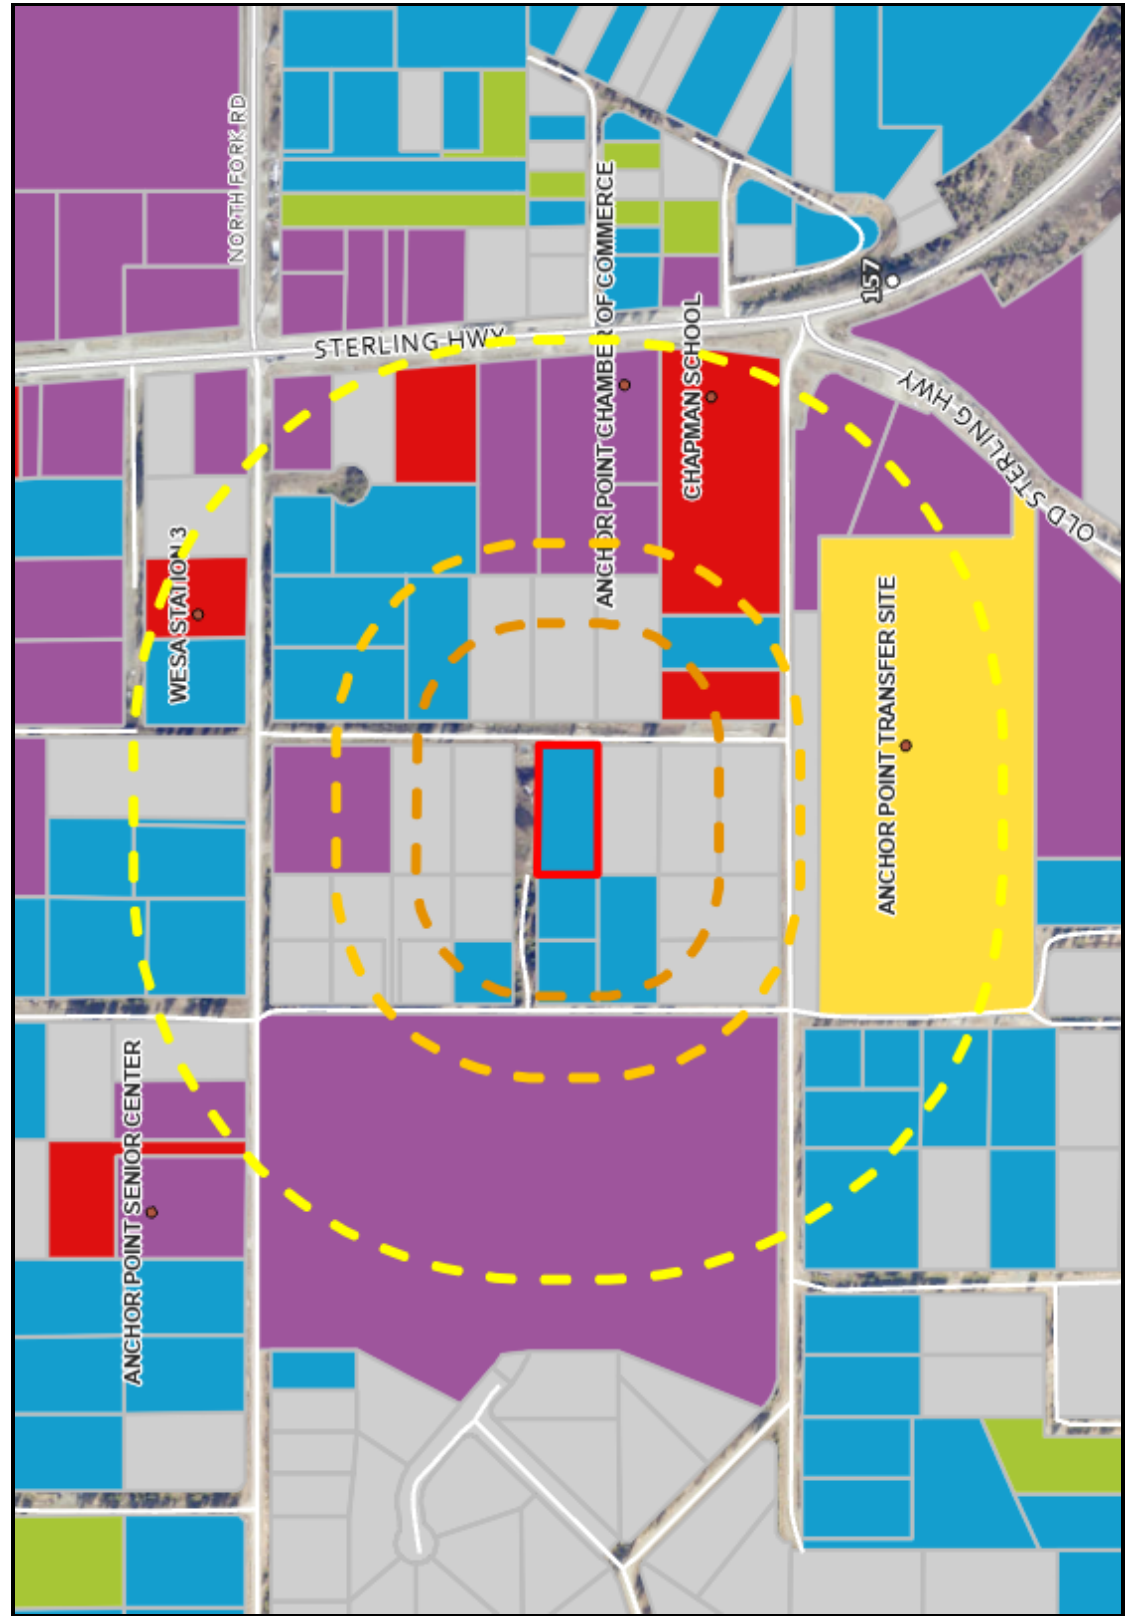 NORTH FORK RD
ANCHOR POINT CHAMBER OF COMMERCE
157
STERLING HWY
CHAPMAN SCHOOL
OLD STERLING HWY
WESA STATION 3
ANCHOR POINT TRANSFER SITE
ANCHOR POINT SENIOR CENTER